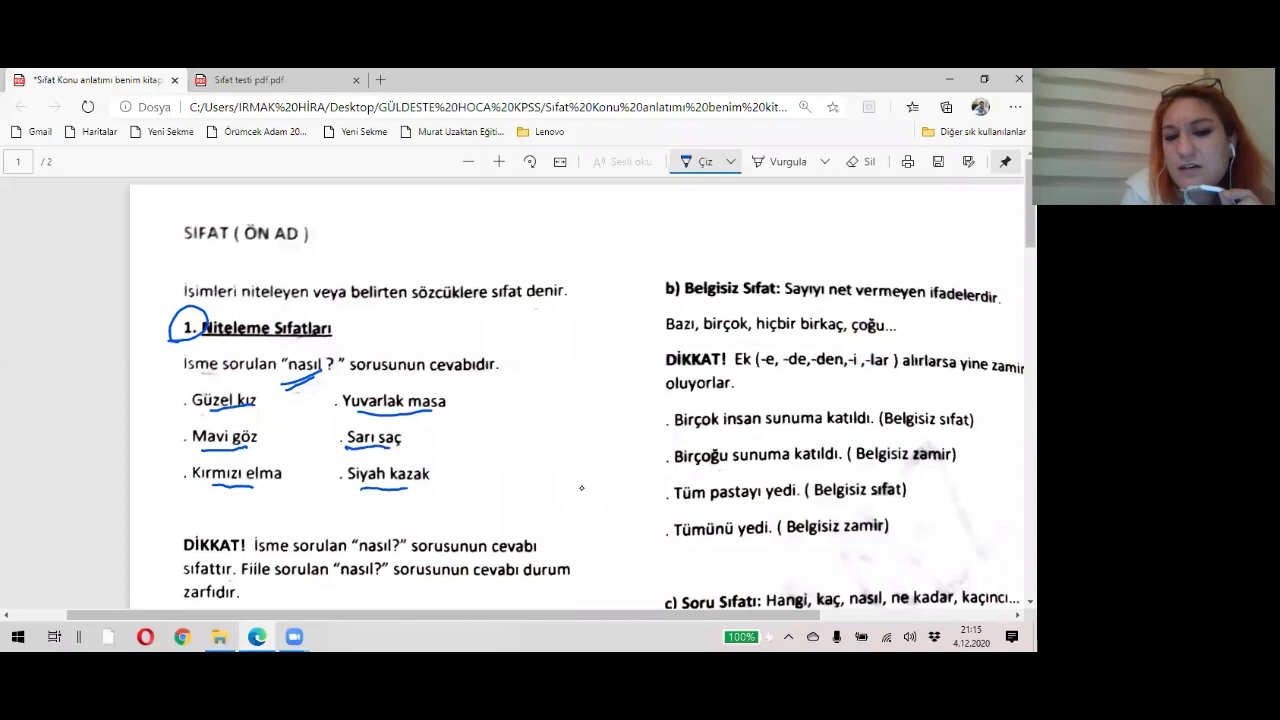 *Sıfat Konu anlatımı benim kitap.
Sıfat testi pdf.pdf
Dosya
C:/Users/IRMAK%20HİRA/Desktop/GÜLDESTE%20HOCA%20KPSS/Sıfat%20Konu%20anlatımı%20benim%20kit...
Gmail
Haritalar
Yeni Sekme
Örümcek Adam 20...
Yeni Sekme
Murat Uzaktan Eğiti...
Lenovo
Diğer sık kullanılanlar
1 / 2
Sesli oku
Çiz
Vurgula
Sil
SIFAT ( ÖN AD )
İsimleri niteleyen veya belirten sözcüklere sıfat denir.
1. Niteleme Sıfatları
İsme sorulan “nasıl ? ” sorusunun cevabıdır.
. Güzel kız . Yuvarlak masa
. Mavi göz . Sarı saç
. Kırmızı elma . Siyah kazak
DİKKAT! İsme sorulan “nasıl?” sorusunun cevabı
sıfattır. Fiile sorulan “nasıl?” sorusunun cevabı durum
zarfıdır.
b) Belgisiz Sıfat: Sayıyı net vermeyen ifadelerdir.
Bazı, birçok, hiçbir birkaç, çoğu...
DİKKAT! Ek (-e, -de,-den,-i ,-lar ) alırlarsa yine zamir
oluyorlar.
. Birçok insan sunuma katıldı. (Belgisiz sıfat)
. Birçoğu sunuma katıldı. ( Belgisiz zamir)
. Tüm pastayı yedi. ( Belgisiz sıfat)
. Tümünü yedi. ( Belgisiz zamir)
c) Soru Sıfatı: Hangi, kaç, nasıl, ne kadar, kaçıncı...
100%
21:15
4.12.2020